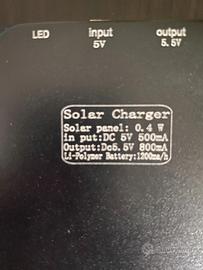 LED input output
5V 5.5V
Solar Charger
Solar panel: 0.4 W
in put:DC 5V 500mA
Output:Dc5.5V 800mA
Li-Polymer Battery:1200ma/h